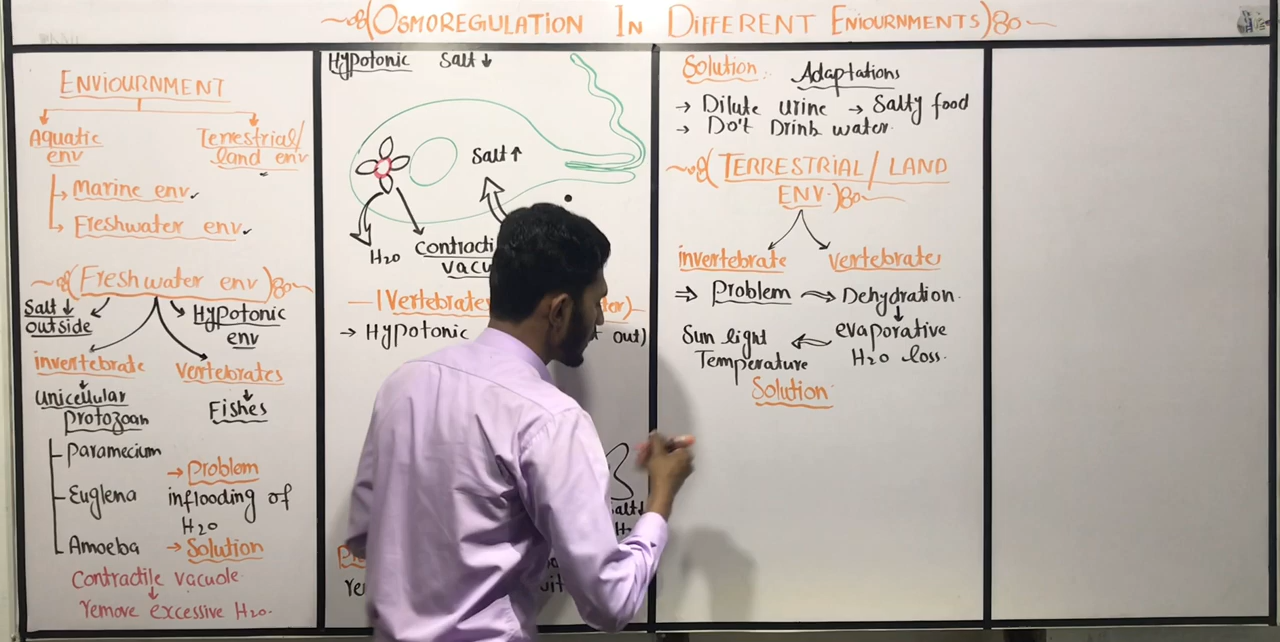 OSMOREGULATION IN DIFFERENT ENIOURNMENTS
ENVIOURNMENT
Aquatic
env
Terrestrial/
land env
Marine env
Freshwater env
Freshwater env
Salt ↓
outside
Hypotonic
env
invertebrate
vertebrates
unicellular
protozoan
Fishes
Paramecium
Euglena
Amoeba
→ Problem
inflooding of
H2O
→ Solution
Contractile vacuole
↓
remove excessive H2O.
Hypotonic Salt ↓
Salt ↑
H2O
Contracti
vacu
Vertebrate
→ Hypotonic
out)
Solution: Adaptations
→ Dilute urine → Salty food
→ Do't Drink water.
TERRESTRIAL/LAND
ENV.
invertebrate
vertebrate
⇒ Problem → Dehydration.
↓
evaporative
H2O loss.
Sun light
Temperature
Solution